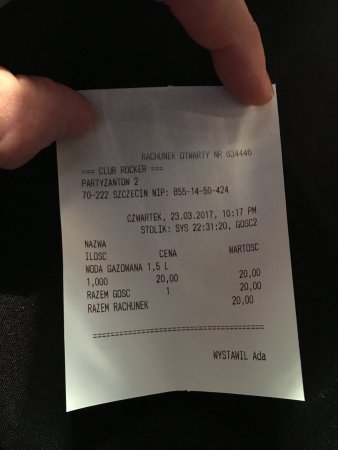 RACHUNEK OTWARTY NR 634446
=== CLUB ROCKER ===
PARTYZANTOW 2
70-222 SZCZECIN NIP: 855-14-50-424
CZWARTEK, 23.03.2017, 10:17 PM
STOLIK: SYS 22:31:20, GOSC2
NAZWA
ILOSC CENA WARTOSC
WODA GAZOWANA 1,5 L
1,000 20,00 20,00
RAZEM GOSC 1 20,00
RAZEM RACHUNEK 20,00
========================================
WYSTAWIL Ada